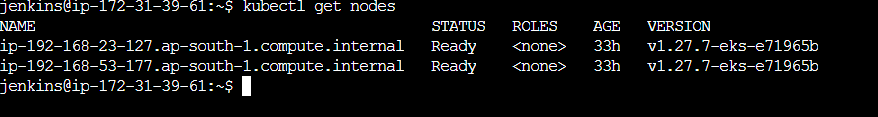 jenkins@ip-172-31-39-61:~$ kubectl get nodes
NAME STATUS ROLES AGE VERSION
ip-192-168-23-127.ap-south-1.compute.internal Ready <none> 33h v1.27.7-eks-e71965b
ip-192-168-53-177.ap-south-1.compute.internal Ready <none> 33h v1.27.7-eks-e71965b
jenkins@ip-172-31-39-61:~$